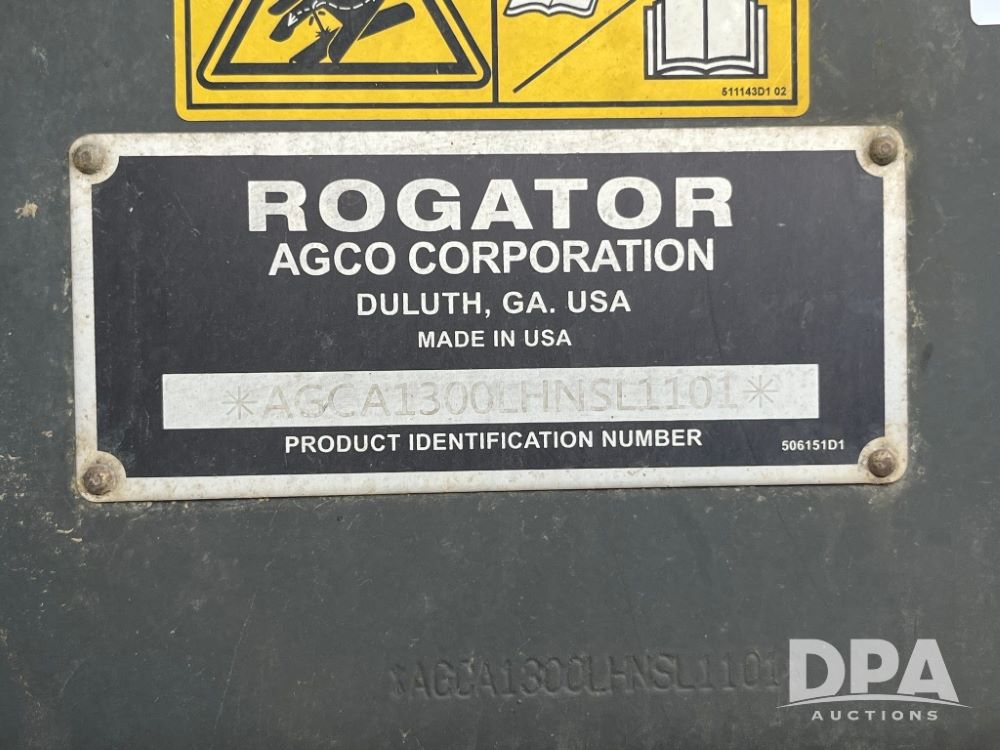 511143D1 02
ROGATOR
AGCO CORPORATION
DULUTH, GA. USA
MADE IN USA
*AGCA1300LHNSL1101*
PRODUCT IDENTIFICATION NUMBER
506151D1
*AGCA1300LHNSL1101
DPA
AUCTIONS